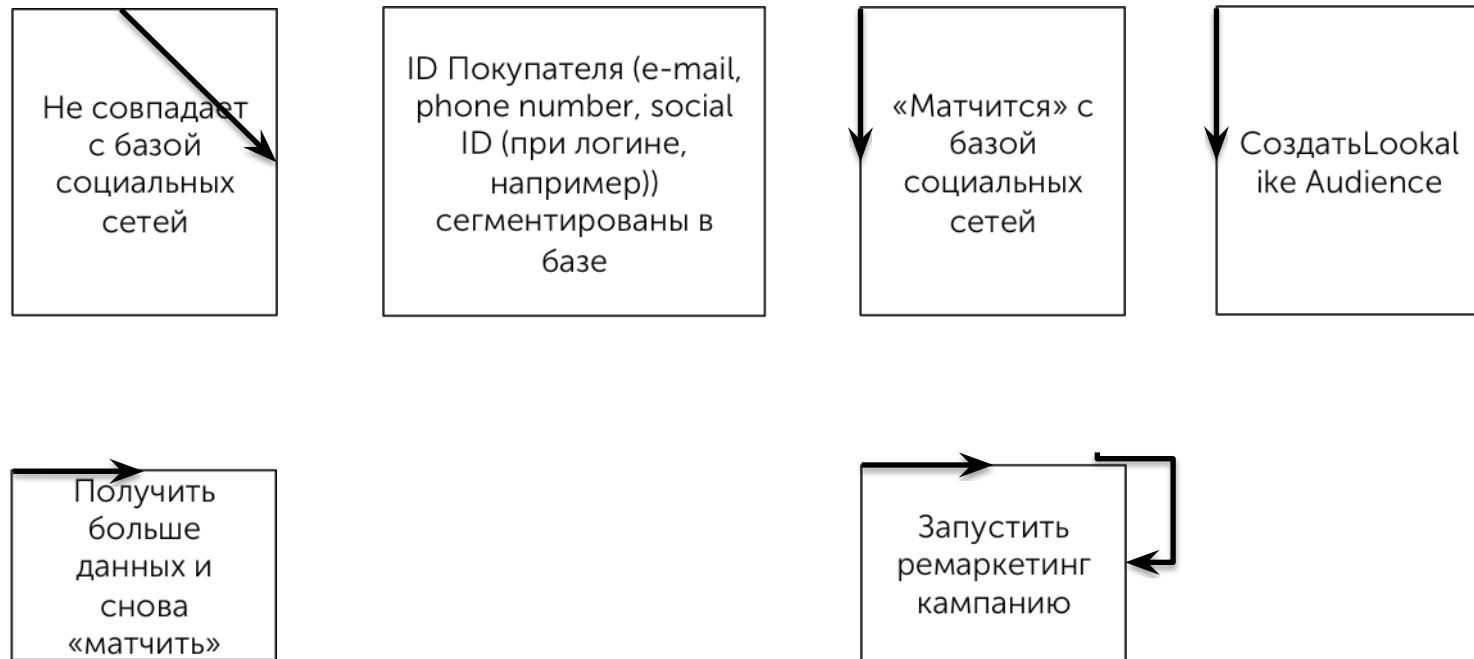 Не совпадает
с базой
социальных
сетей
ID Покупателя (e-mail,
phone number, social
ID (при логине,
например))
сегментированы в
базе
«Матчится» с
базой
социальных
сетей
СоздатьLookal
ike Audience
Получить
больше
данных и
снова
«матчить»
Запустить
ремаркетинг
кампанию